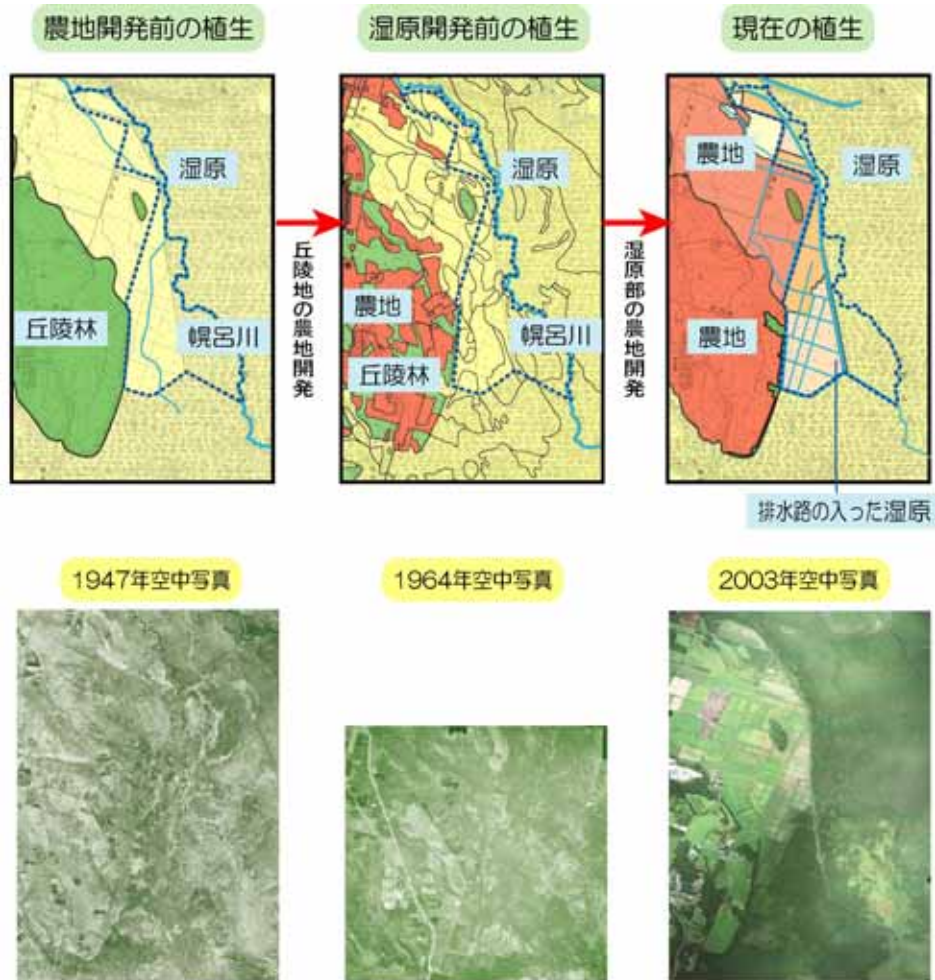 農地開発前の植生
湿原開発前の植生
現在の植生
湿原
丘陵林
幌呂川
丘陵地の農地開発
湿原
農地
丘陵林
幌呂川
湿原部の農地開発
農地
湿原
農地
排水路の入った湿原
1947年空中写真
1964年空中写真
2003年空中写真